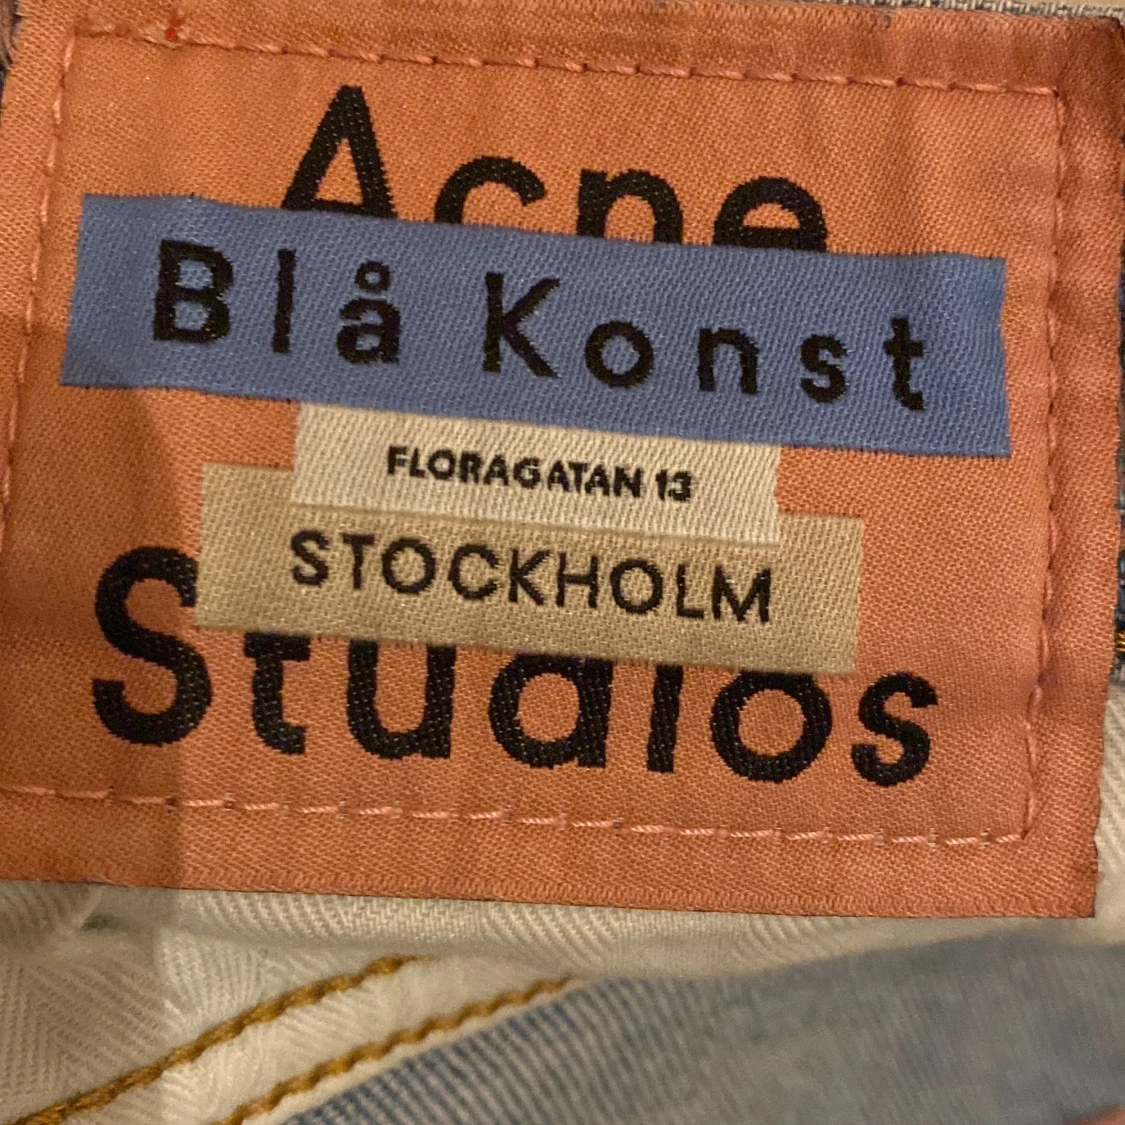 Acne
Blå Konst
FLORAGATAN 13
STOCKHOLM
Studios